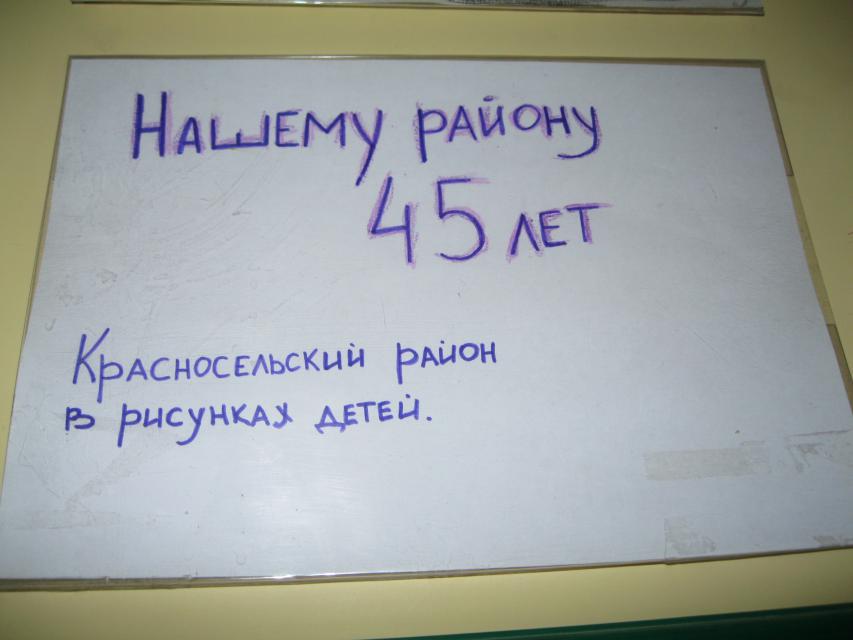 Нашему району
45 лет
Красносельский район
в рисунках детей.